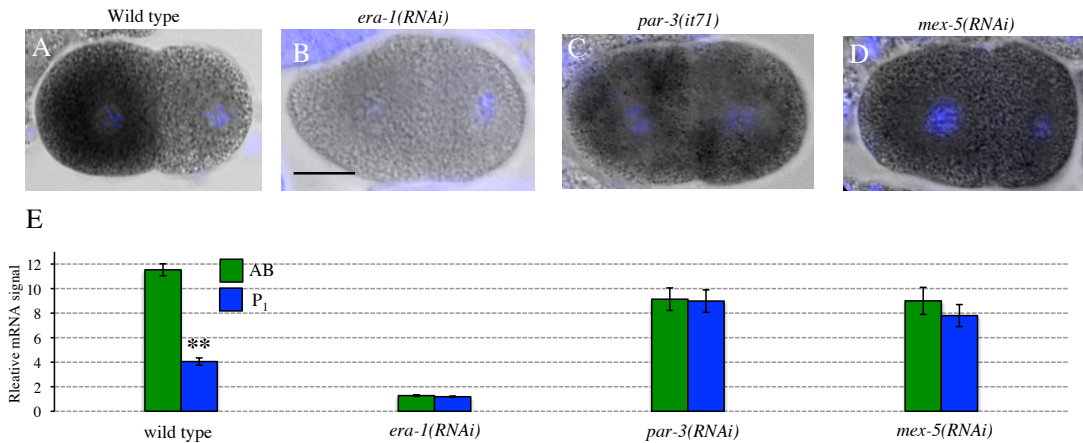 Wild type
era-1(RNAi)
par-3(it71)
mex-5(RNAi)
A
B
C
D
E
Rleative mRNA signal
12
10
8
6
4
2
0
AB
P1
**
wild type
era-1(RNAi)
par-3(RNAi)
mex-5(RNAi)